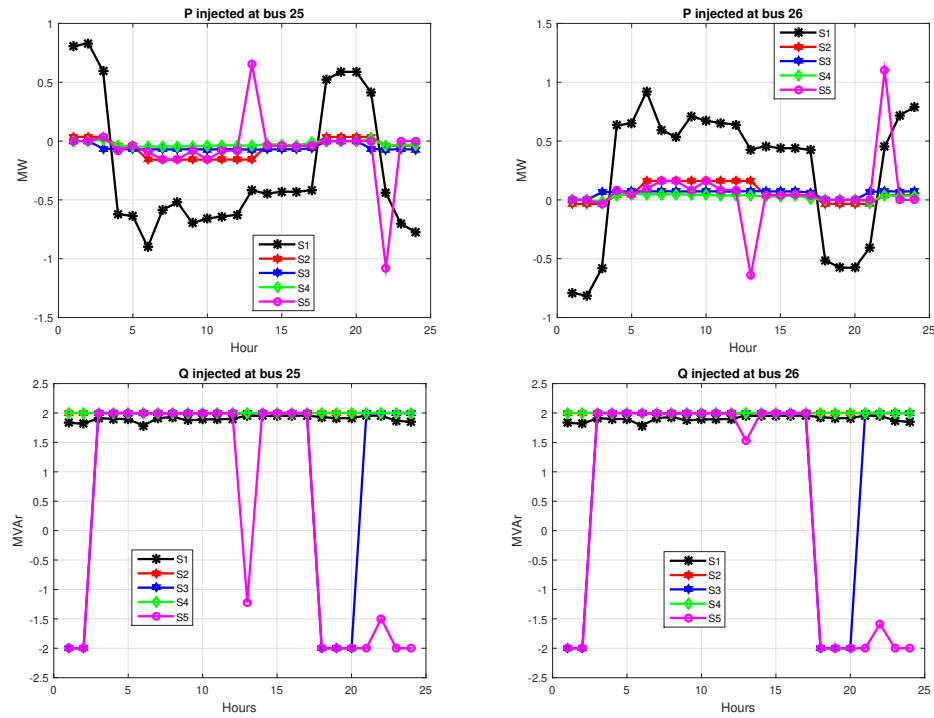 P injected at bus 25
1
0.5
0
-0.5
-1
-1.5
MW
S1
S2
S3
S4
S5
0 5 10 15 20 25
Hour
P injected at bus 26
1.5
1
0.5
0
-0.5
-1
MW
S1
S2
S3
S4
S5
0 5 10 15 20 25
Hour
Q injected at bus 25
2.5
2
1.5
1
0.5
0
-0.5
-1
-1.5
-2
-2.5
MVAr
S1
S2
S3
S4
S5
0 5 10 15 20 25
Hours
Q injected at bus 26
2.5
2
1.5
1
0.5
0
-0.5
-1
-1.5
-2
-2.5
MVAr
S1
S2
S3
S4
S5
0 5 10 15 20 25
Hours